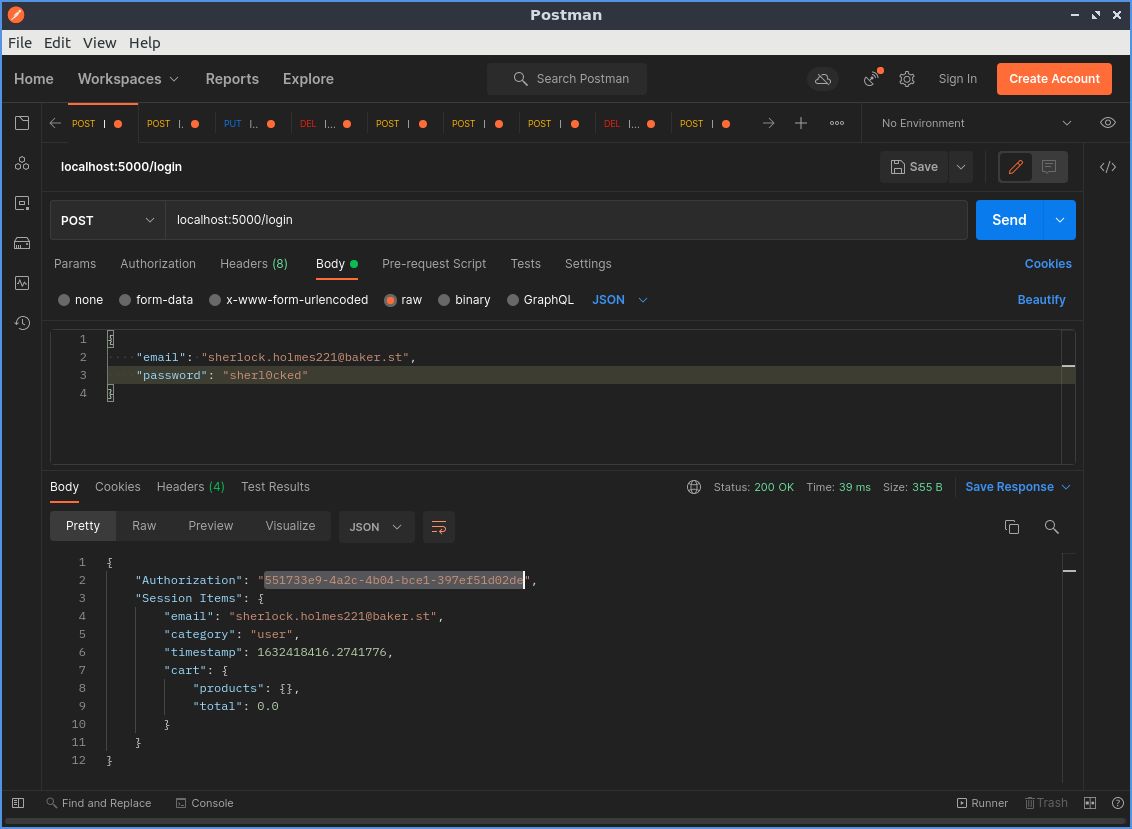 Postman
File Edit View Help
Home Workspaces Reports Explore Search Postman Sign In Create Account
POST POST PUT DEL POST POST POST DEL POST No Environment
localhost:5000/login Save
POST localhost:5000/login Send
Params Authorization Headers (8) Body Pre-request Script Tests Settings Cookies
none form-data x-www-form-urlencoded raw binary GraphQL JSON Beautify
1 {
2 "email": "sherlock.holmes221@baker.st",
3 "password": "sherl0cked"
4 }
Body Cookies Headers (4) Test Results Status: 200 OK Time: 39 ms Size: 355 B Save Response
Pretty Raw Preview Visualize JSON
1 {
2 "Authorization": "551733e9-4a2c-4b04-bce1-397ef51d02de",
3 "Session Items": {
4 "email": "sherlock.holmes221@baker.st",
5 "category": "user",
6 "timestamp": 1632418416.2741776,
7 "cart": {
8 "products": {},
9 "total": 0.0
10 }
11 }
12 }
Find and Replace Console Runner Trash